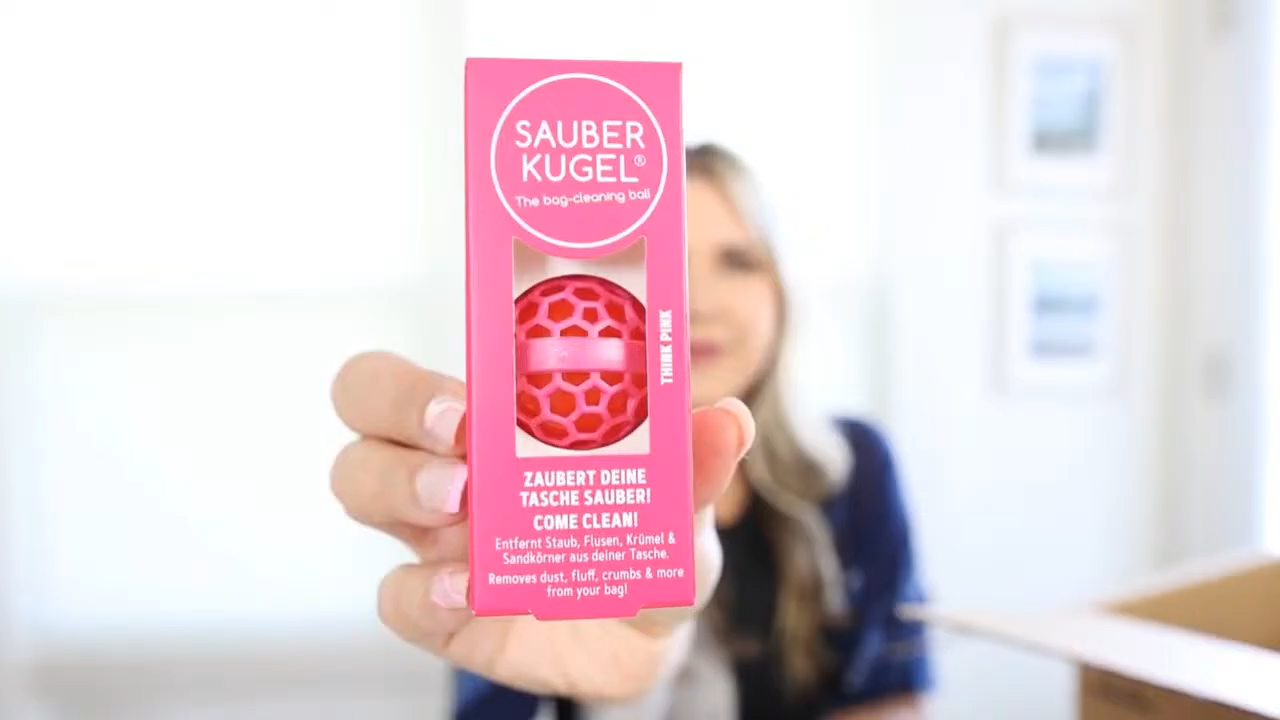 SAUBER
KUGEL®
The bag-cleaning ball
THINK PINK
ZAUBERT DEINE
TASCHE SAUBER!
COME CLEAN!
Entfernt Staub, Flusen, Krümel &
Sandkörner aus deiner Tasche.
Removes dust, fluff, crumbs & more
from your bag!